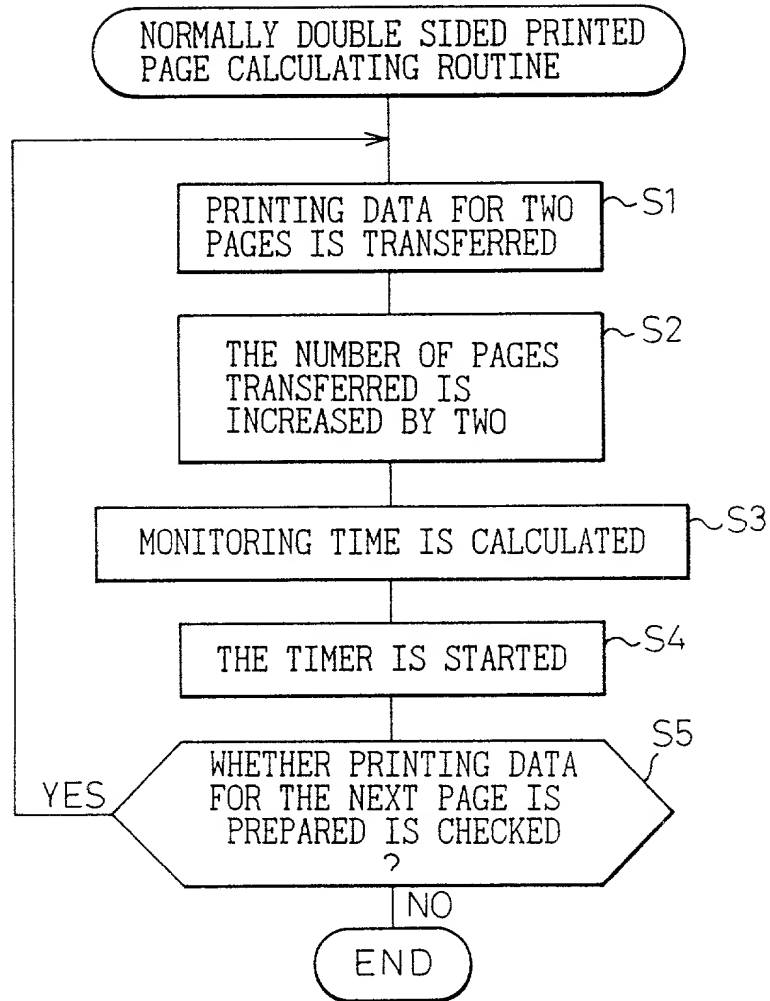 NORMALLY DOUBLE SIDED PRINTED
PAGE CALCULATING ROUTINE
PRINTING DATA FOR TWO
PAGES IS TRANSFERRED
S1
THE NUMBER OF PAGES
TRANSFERRED IS
INCREASED BY TWO
S2
MONITORING TIME IS CALCULATED
S3
THE TIMER IS STARTED
S4
WHETHER PRINTING DATA
FOR THE NEXT PAGE IS
PREPARED IS CHECKED
?
S5
YES
NO
END